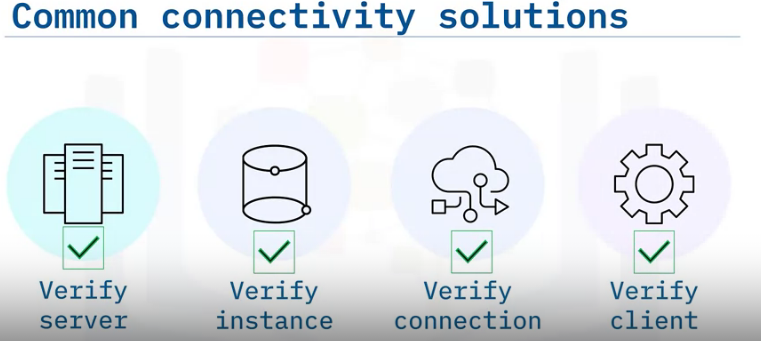 Common connectivity solutions
Verify server
Verify instance
Verify connection
Verify client